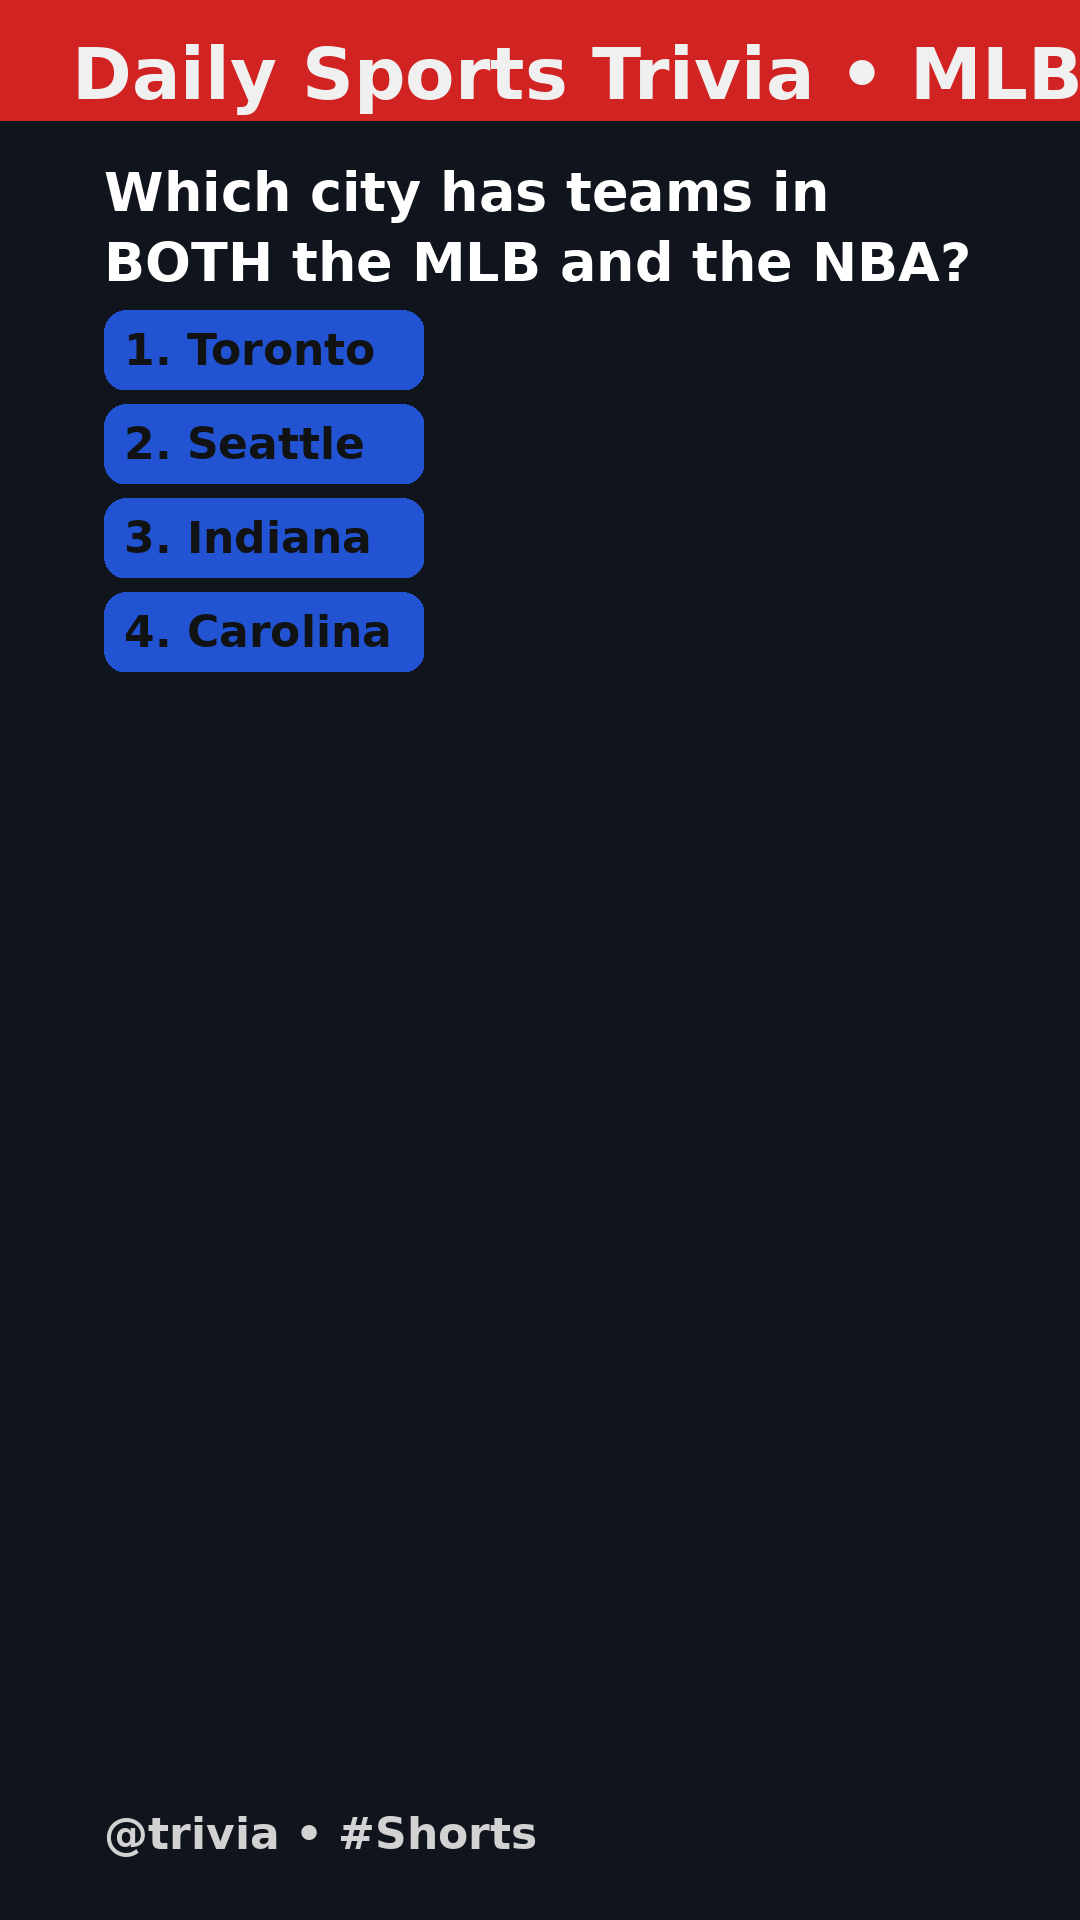 Daily Sports Trivia • MLB
Which city has teams in
BOTH the MLB and the NBA?
1. Toronto
2. Seattle
3. Indiana
4. Carolina
@trivia • #Shorts